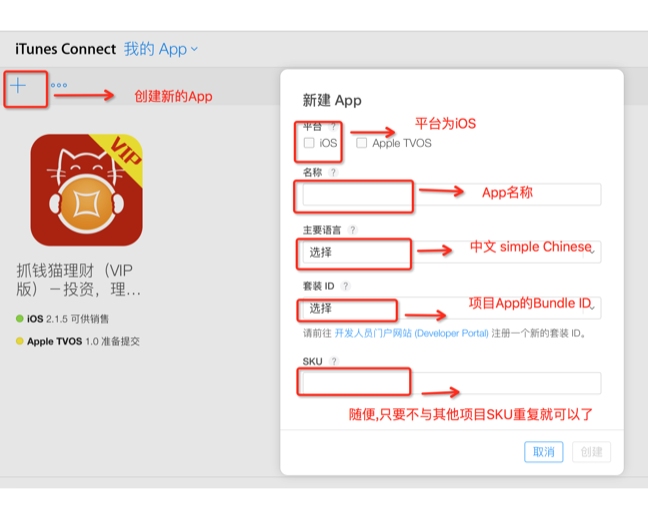 iTunes Connect 我的 App
创建新的App
新建 App
平台 ?
iOS
Apple TVOS
平台为iOS
名称 ?
App名称
主要语言 ?
选择
中文 simple Chinese
套装 ID ?
选择
项目App的Bundle ID
请前往 开发人员门户网站 (Developer Portal) 注册一个新的套装 ID。
SKU ?
随便,只要不与其他项目SKU重复就可以了
取消
创建
VIP
抓钱猫理财（VIP
版）－投资，理...
iOS 2.1.5 可供销售
Apple TVOS 1.0 准备提交